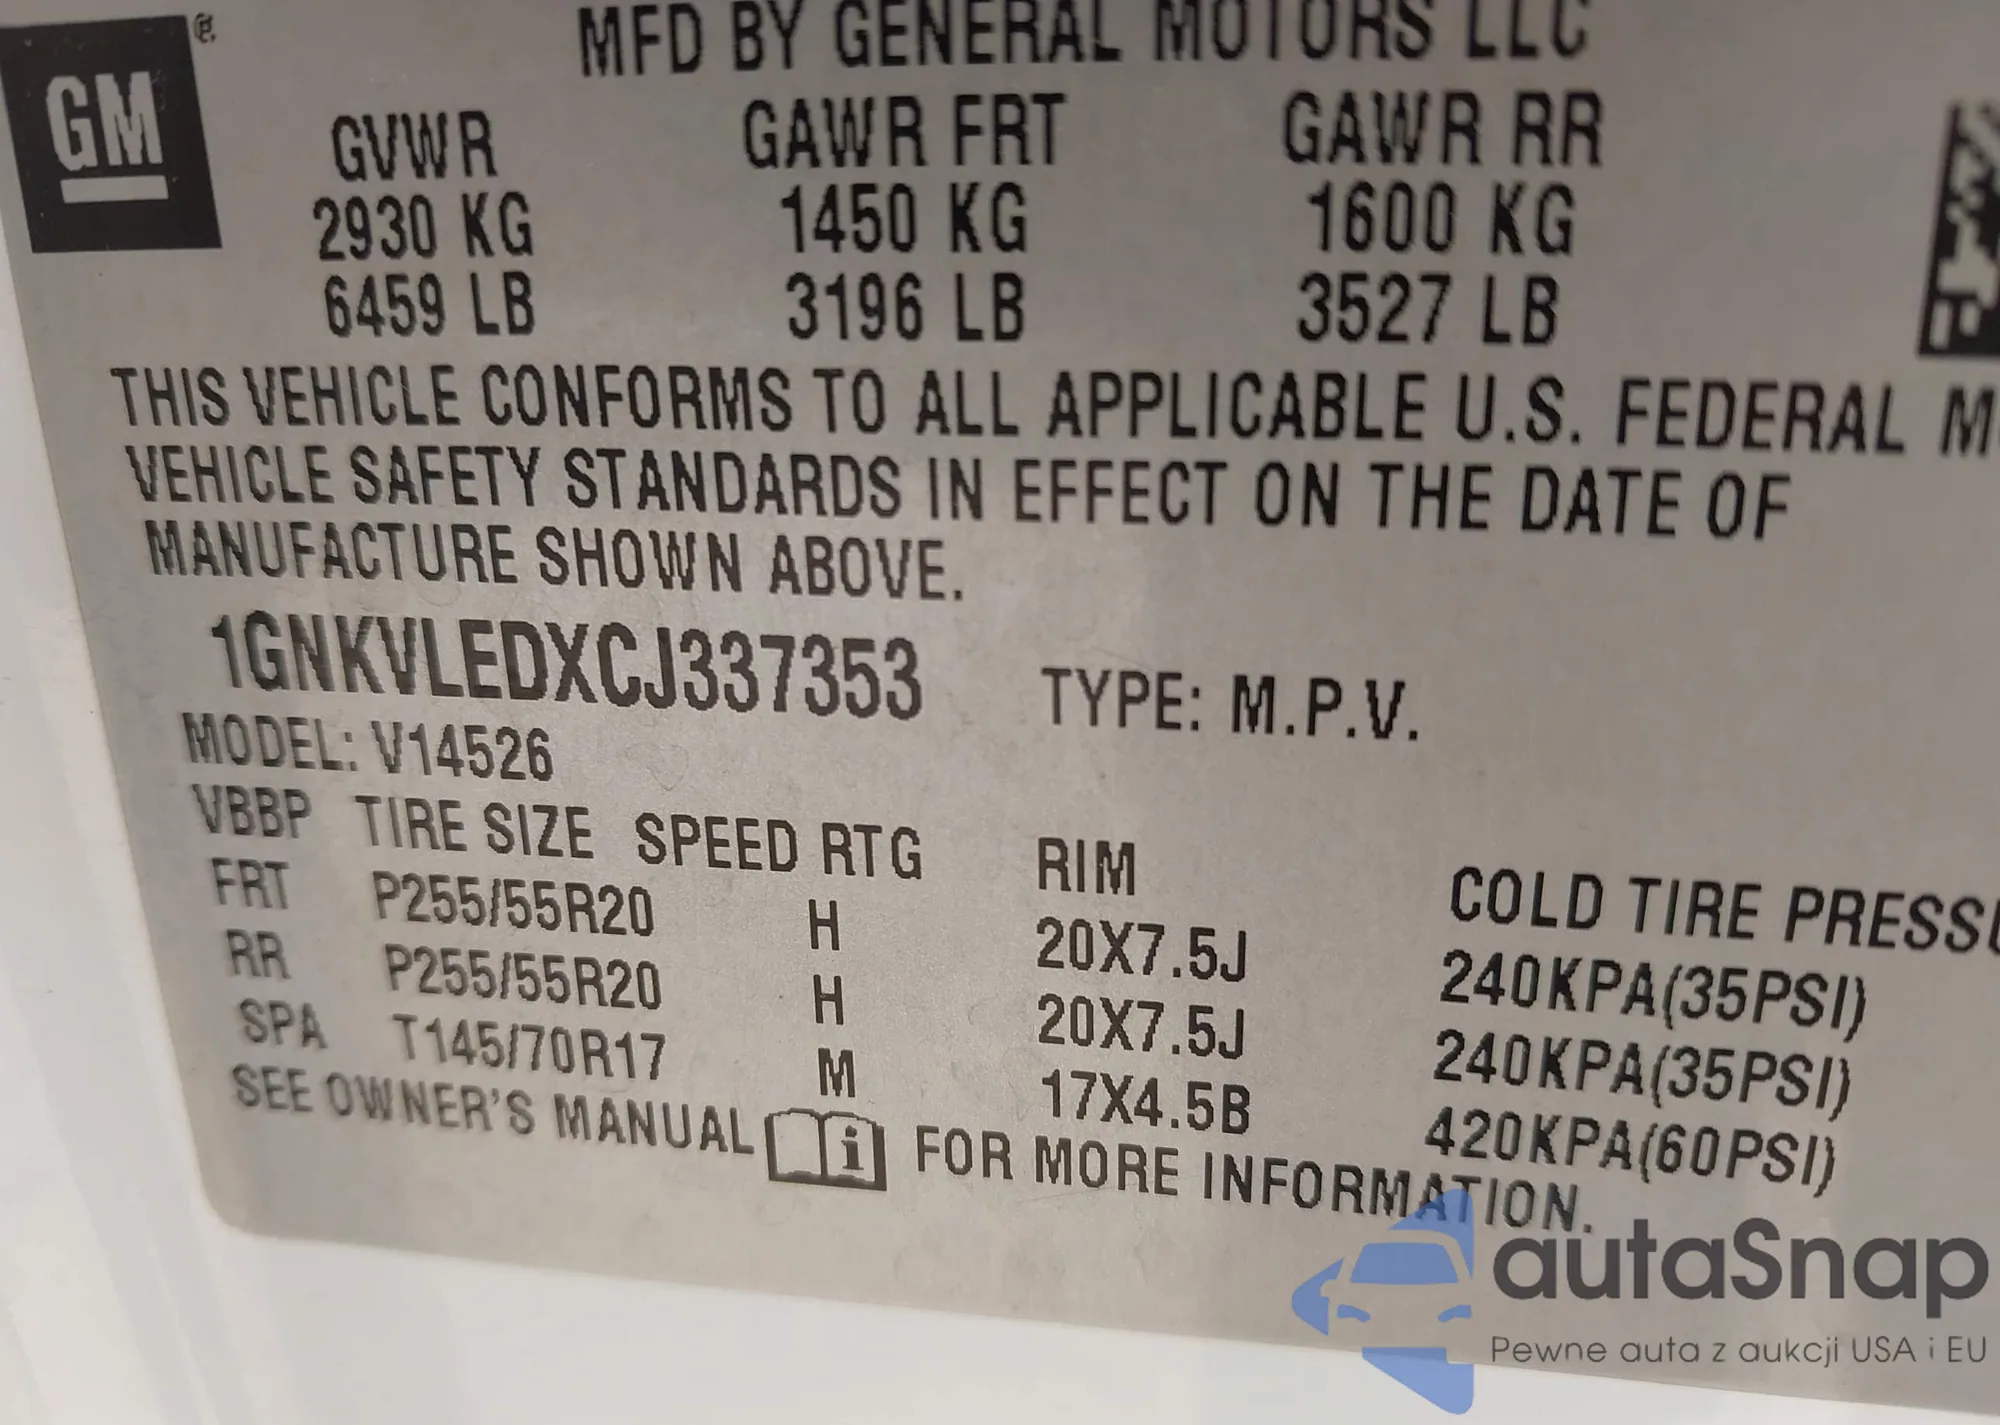 GM
MFD BY GENERAL MOTORS LLC
GVWR GAWR FRT GAWR RR
2930 KG 1450 KG 1600 KG
6459 LB 3196 LB 3527 LB
THIS VEHICLE CONFORMS TO ALL APPLICABLE U.S. FEDERAL M
VEHICLE SAFETY STANDARDS IN EFFECT ON THE DATE OF
MANUFACTURE SHOWN ABOVE.
1GNKVLEDXCJ337353 TYPE: M.P.V.
MODEL: V14526
VBBP TIRE SIZE SPEED RTG RIM COLD TIRE PRESSU
FRT P255/55R20 H 20X7.5J 240KPA(35PSI)
RR P255/55R20 H 20X7.5J 240KPA(35PSI)
SPA T145/70R17 M 17X4.5B 420KPA(60PSI)
SEE OWNER'S MANUAL i FOR MORE INFORMATION.
autaSnap
Pewne auta z aukcji USA i EU